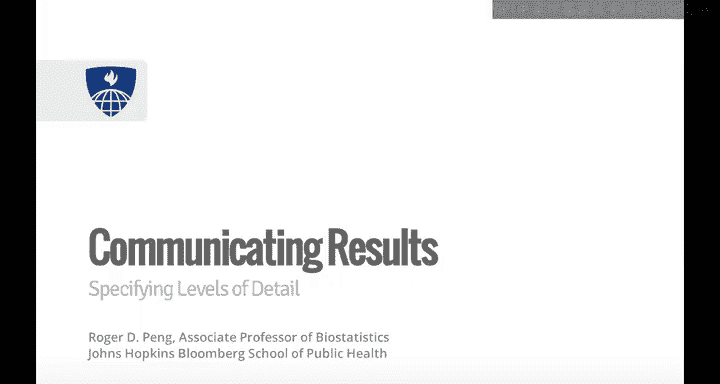 Communicating Results
Specifying Levels of Detail
Roger D. Peng, Associate Professor of Biostatistics
Johns Hopkins Bloomberg School of Public Health